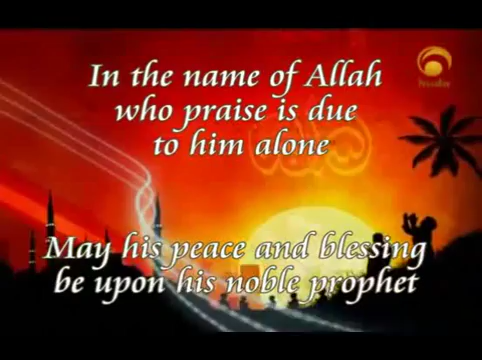 In the name of Allah
who praise is due
to him alone
May his peace and blessing
be upon his noble prophet